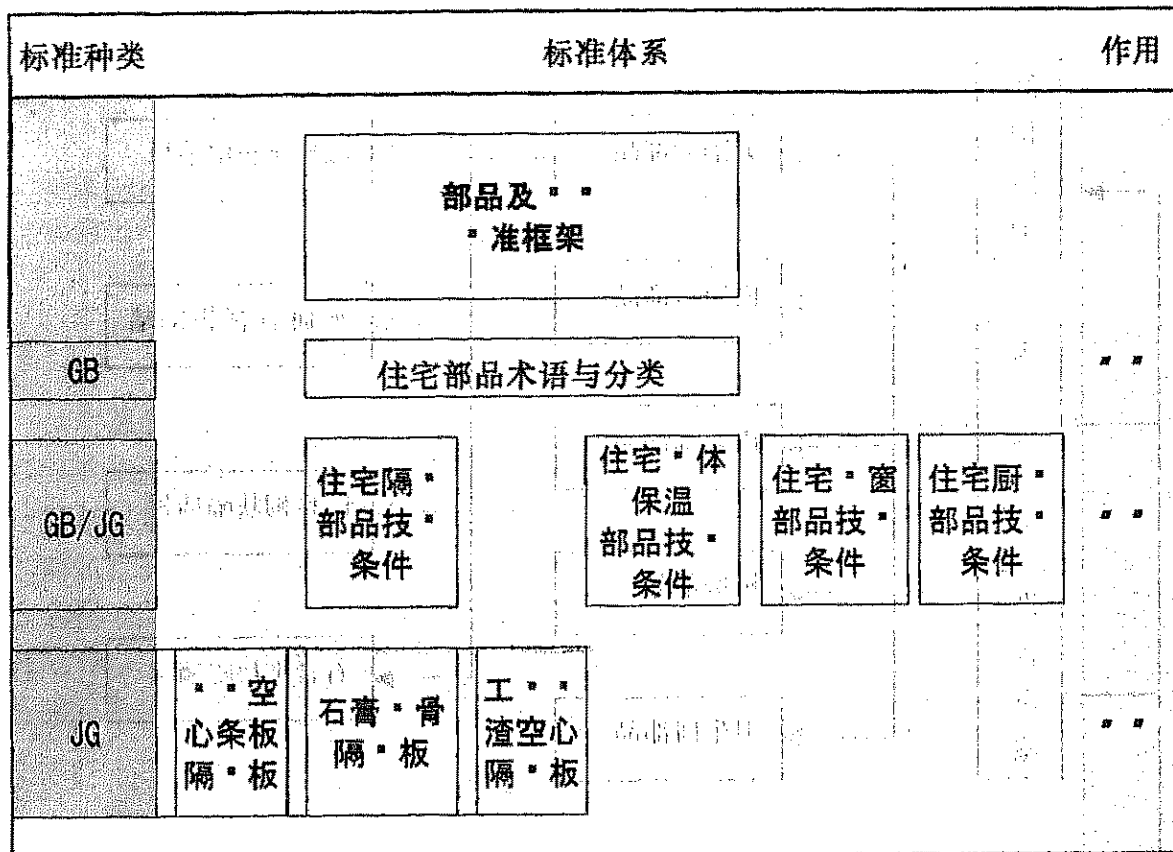 标准种类 标准体系 作用
部品及▪ ▪
▪准框架
GB 住宅部品术语与分类 ▪ ▪
GB/JG
住宅隔▪
部品技▪
条件
住宅▪体
保温
部品技▪
条件
住宅▪窗
部品技▪
条件
住宅厨▪
部品技▪
条件
▪ ▪
JG
▪ ▪空
心条板
隔▪板
石膏▪骨
隔▪板
工▪ ▪
渣空心
隔▪板
▪ ▪